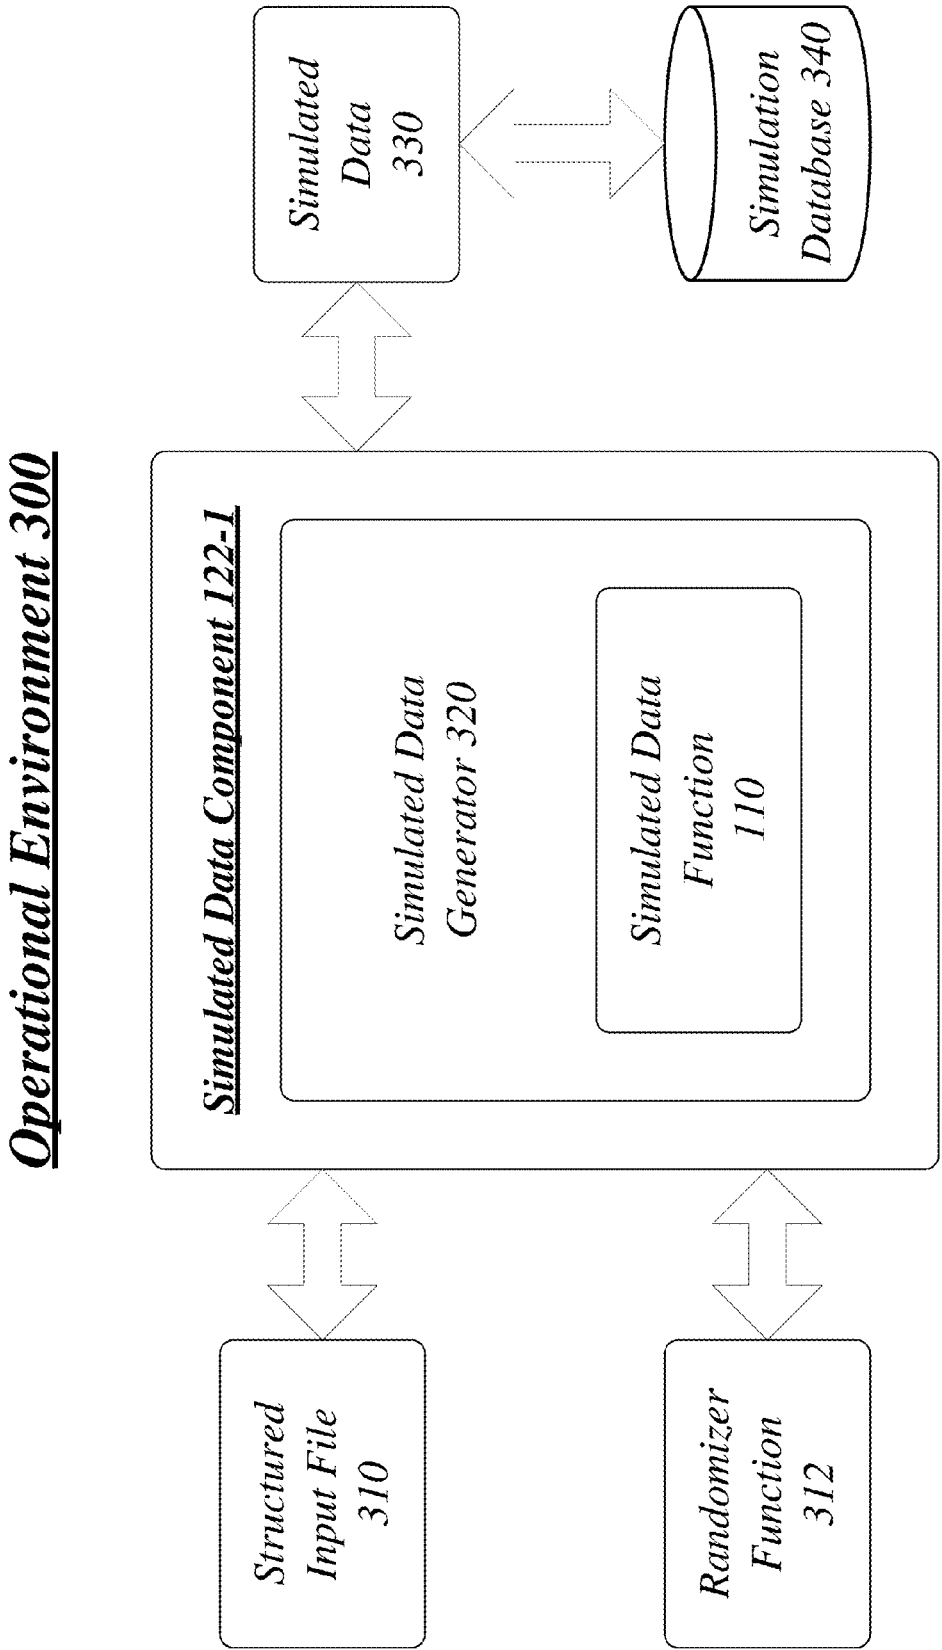 Operational Environment 300
Structured
Input File
310
Randomizer
Function
312
Simulated Data Component 122-1
Simulated Data
Generator 320
Simulated Data
Function
110
Simulated
Data
330
Simulation
Database 340